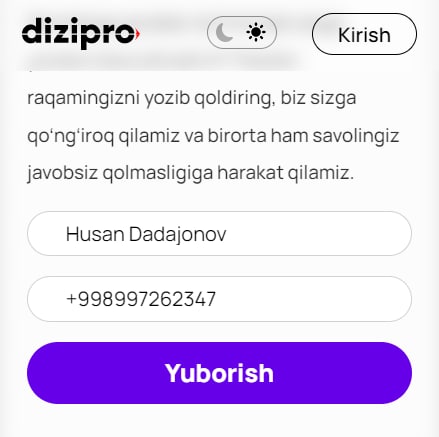 dizipro
Kirish
raqamingizni yozib qoldiring, biz sizga
qo‘ng‘iroq qilamiz va birorta ham savolingiz
javobsiz qolmasligiga harakat qilamiz.
Husan Dadajonov
+998997262347
Yuborish